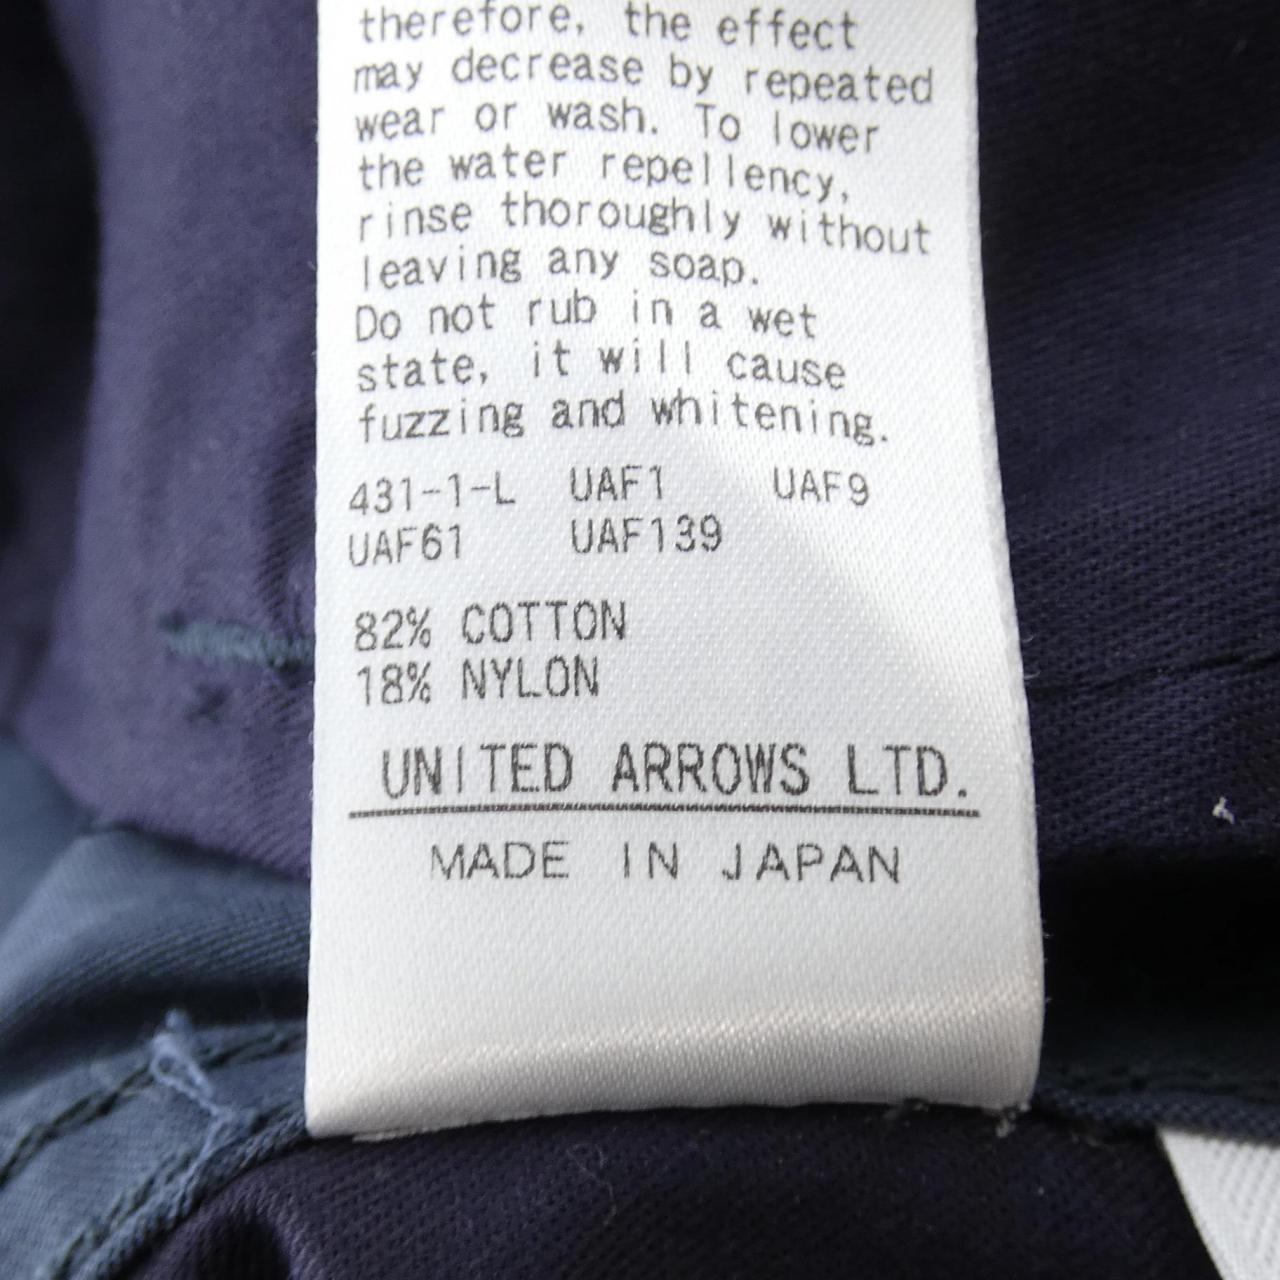 therefore, the effect
may decrease by repeated
wear or wash. To lower
the water repellency,
rinse thoroughly without
leaving any soap.
Do not rub in a wet
state, it will cause
fuzzing and whitening.
431-1-L UAF1 UAF9
UAF61 UAF139
82% COTTON
18% NYLON
UNITED ARROWS LTD.
MADE IN JAPAN